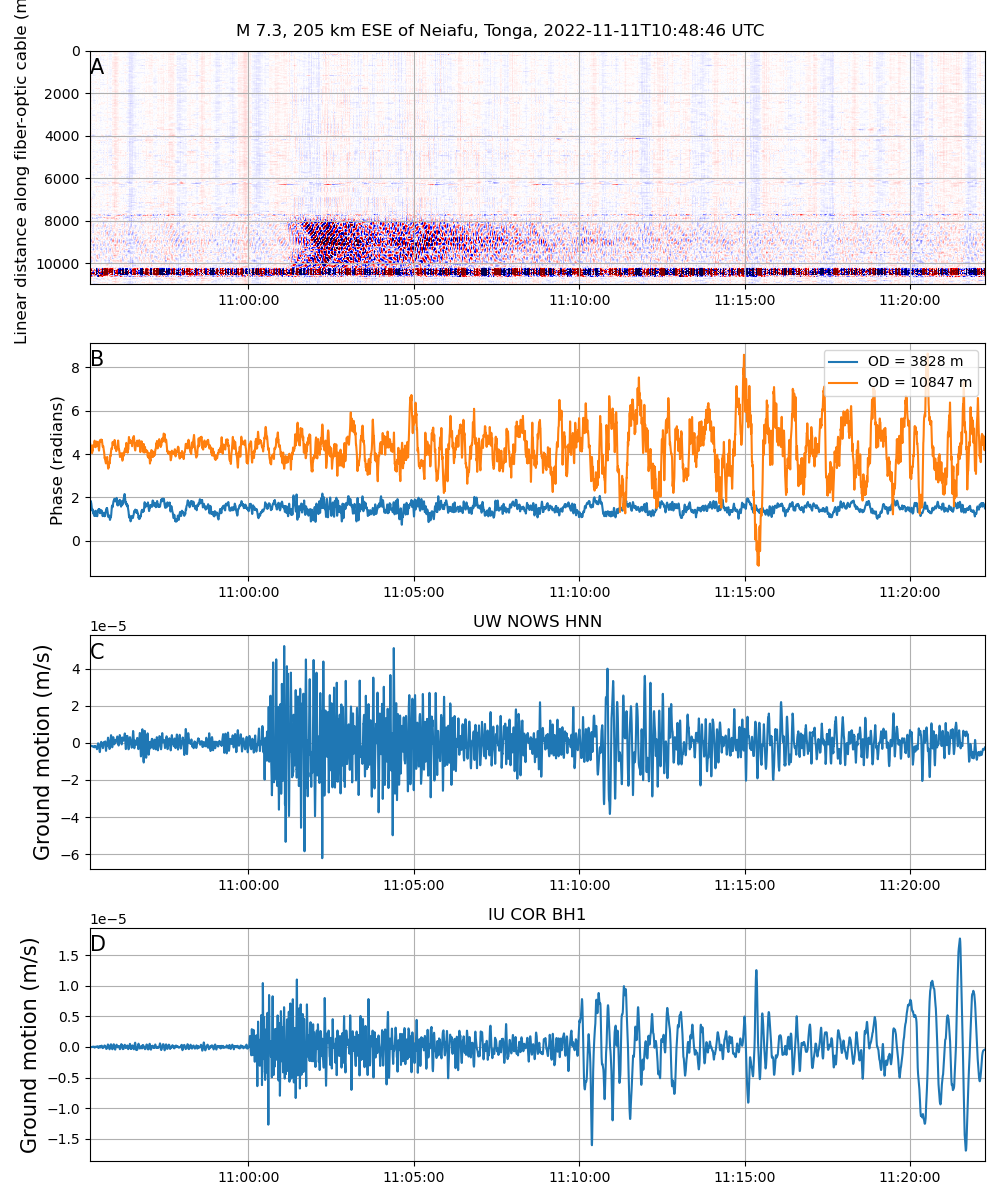 M 7.3, 205 km ESE of Neiafu, Tonga, 2022-11-11T10:48:46 UTC
Linear distance along fiber-optic cable (m
A
0
2000
4000
6000
8000
10000
11:00:00 11:05:00 11:10:00 11:15:00 11:20:00
B
OD = 3828 m
OD = 10847 m
Phase (radians)
8
6
4
2
0
11:00:00 11:05:00 11:10:00 11:15:00 11:20:00
UW NOWS HNN
1e−5
C
Ground motion (m/s)
4
2
0
−2
−4
−6
11:00:00 11:05:00 11:10:00 11:15:00 11:20:00
IU COR BH1
1e−5
D
Ground motion (m/s)
1.5
1.0
0.5
0.0
−0.5
−1.0
−1.5
11:00:00 11:05:00 11:10:00 11:15:00 11:20:00